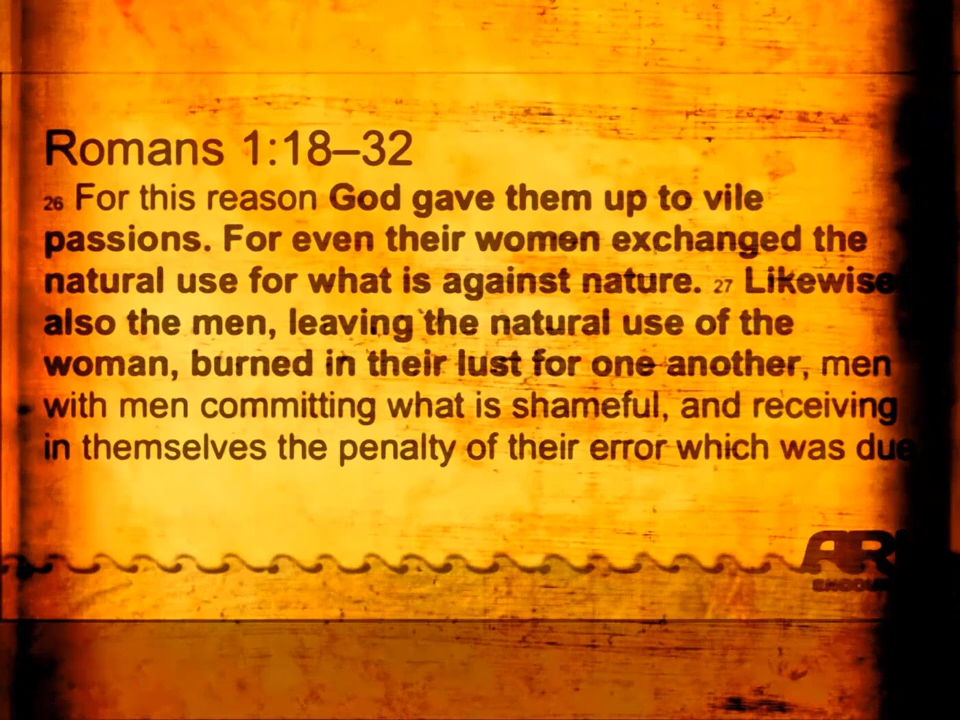 Romans 1:18–32
26 For this reason God gave them up to vile
passions. For even their women exchanged the
natural use for what is against nature. 27 Likewise
also the men, leaving the natural use of the
woman, burned in their lust for one another, men
with men committing what is shameful, and receiving
in themselves the penalty of their error which was due